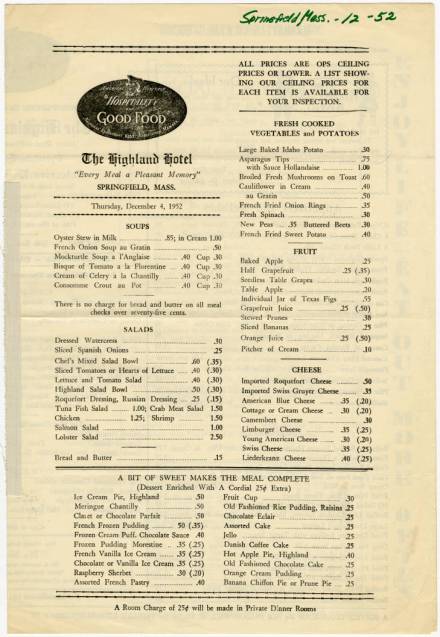 Springfield, Mass. - 12 - 52
HOSPITALITY
GOOD FOOD
The Highland Hotel
"Every Meal a Pleasant Memory"
SPRINGFIELD, MASS.
Thursday, December 4, 1952
SOUPS
Oyster Stew in Milk .85; in Cream 1.00
French Onion Soup au Gratin .50
Mockturtle Soup a l'Anglaise .40 Cup .30
Bisque of Tomato a la Florentine .40 Cup .30
Cream of Celery a la Chantilly .40 Cup .30
Consomme Crout au Pot .40 Cup .30
There is no charge for bread and butter on all meal
checks over seventy-five cents.
SALADS
Dressed Watercress .30
Sliced Spanish Onions .25
Chef's Mixed Salad Bowl .60 (.35)
Sliced Tomatoes or Hearts of Lettuce .40 (.30)
Lettuce and Tomato Salad .40 (.30)
Highland Salad Bowl .50 (.30)
Roquefort Dressing, Russian Dressing .25 (.15)
Tuna Fish Salad 1.00; Crab Meat Salad 1.50
Chicken 1.25; Shrimp 1.50
Salmon Salad 1.00
Lobster Salad 2.50
Bread and Butter .15
ALL PRICES ARE OPS CEILING
PRICES OR LOWER. A LIST SHOW-
ING OUR CEILING PRICES FOR
EACH ITEM IS AVAILABLE FOR
YOUR INSPECTION.
FRESH COOKED
VEGETABLES and POTATOES
Large Baked Idaho Potato .30
Asparagus Tips .75
with Sauce Hollandaise 1.00
Broiled Fresh Mushrooms on Toast .60
Cauliflower in Cream .40
au Gratin .50
French Fried Onion Rings .35
Fresh Spinach .30
New Peas .35 Buttered Beets .30
French Fried Sweet Potato .40
FRUIT
Baked Apple .25
Half Grapefruit .25 (.35)
Seedless Table Grapes .30
Table Apple .20
Individual Jar of Texas Figs .55
Grapefruit Juice .25 (.50)
Stewed Prunes .30
Sliced Bananas .25
Orange Juice .25 (.50)
Pitcher of Cream .10
CHEESE
Imported Roquefort Cheese .50
Imported Swiss Gruyer Cheese .35
American Blue Cheese .35 (.20)
Cottage or Cream Cheese .30 (.20)
Camembert Cheese .30
Limburger Cheese .35 (.25)
Young American Cheese .30 (.20)
Swiss Cheese .35 (.25)
Liederkranz Cheese .40 (.25)
A BIT OF SWEET MAKES THE MEAL COMPLETE
(Dessert Enriched With A Cordial 25¢ Extra)
Ice Cream Pie, Highland .50
Meringue Chantilly .50
Claret or Chocolate Parfait .50
French Frozen Pudding .50 (.35)
Frozen Cream Puff, Chocolate Sauce .40
Frozen Pudding Morestine .35 (.25)
French Vanilla Ice Cream .35 (.25)
Chocolate or Vanilla Ice Cream .35 (.25)
Raspberry Sherbet .30 (.20)
Assorted French Pastry .40
Fruit Cup .30
Old Fashioned Rice Pudding, Raisins .25
Chocolate Eclair .25
Assorted Cake .25
Jello .25
Danish Coffee Cake .25
Hot Apple Pie, Highland .40
Old Fashioned Chocolate Cake .25
Orange Cream Pudding .25
Banana Chiffon Pie or Prune Pie .25
A Room Charge of 25¢ will be made in Private Dinner Rooms